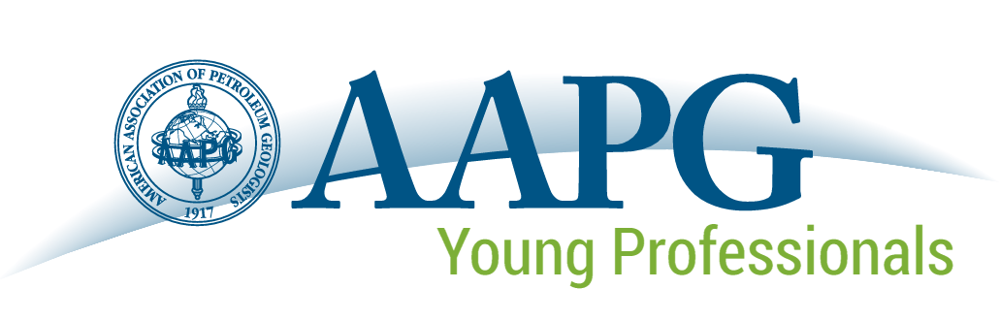 AMERICAN ASSOCIATION OF PETROLEUM GEOLOGISTS
AAPG
1917
AAPG
Young Professionals